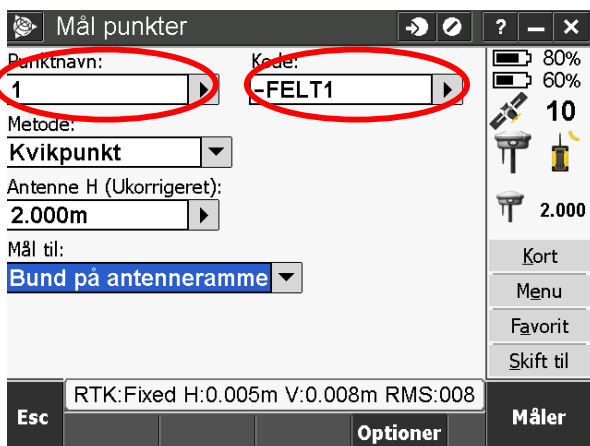 Mål punkter
? – ×
Punktnavn:
Kode:
1
-FELT1
Metode:
Kvikpunkt
Antenne H (Ukorrigeret):
2.000m
Mål til:
Bund på antenneramme
80%
60%
10
2.000
Kort
Menu
Favorit
Skift til
RTK:Fixed H:0.005m V:0.008m RMS:008
Esc
Optioner
Måler